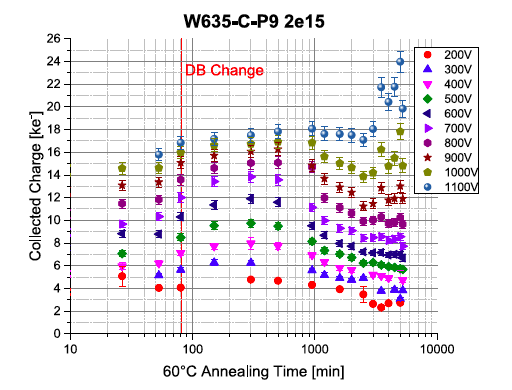 W635-C-P9 2e15
DB Change
Collected Charge [ke-]
26
24
22
20
18
16
14
12
10
8
6
4
2
0
10
100
1000
10000
60°C Annealing Time [min]
200V
300V
400V
500V
600V
700V
800V
900V
1000V
1100V